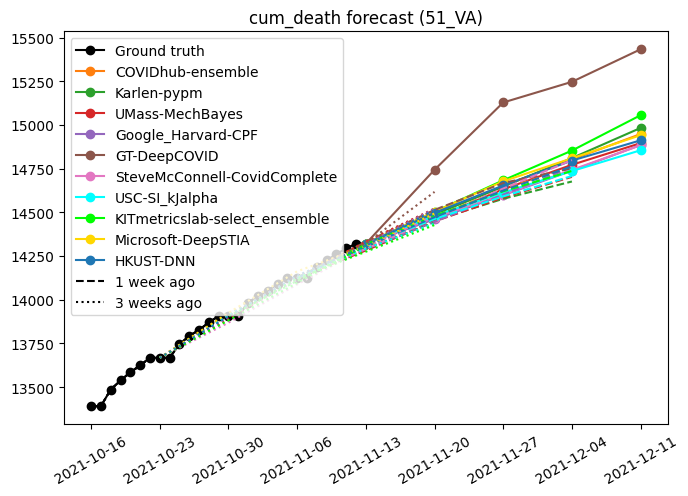 cum_death forecast (51_VA)
15500
15250
15000
14750
14500
14250
14000
13750
13500
Ground truth
COVIDhub-ensemble
Karlen-pypm
UMass-MechBayes
Google_Harvard-CPF
GT-DeepCOVID
SteveMcConnell-CovidComplete
USC-SI_kJalpha
KITmetricslab-select_ensemble
Microsoft-DeepSTIA
HKUST-DNN
1 week ago
3 weeks ago
2021-10-16
2021-10-23
2021-10-30
2021-11-06
2021-11-13
2021-11-20
2021-11-27
2021-12-04
2021-12-11